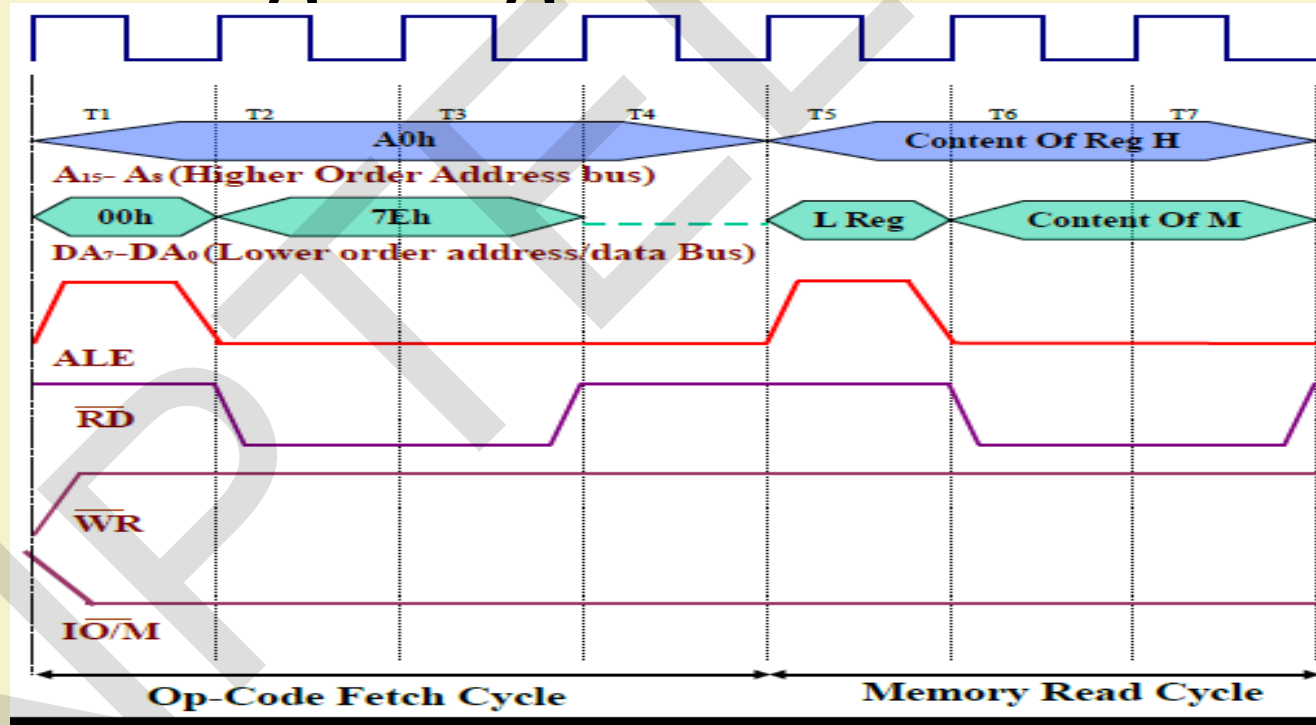 T1 T2 T3 T4 T5 T6 T7
A0h Content Of Reg H
A₁₅- A₈ (Higher Order Address bus)
00h 7Eh L Reg Content Of M
DA₇-DA₀ (Lower order address/data Bus)
ALE
R̅D̅
W̅R̅
IO/M̅
Op-Code Fetch Cycle Memory Read Cycle
NPTEL